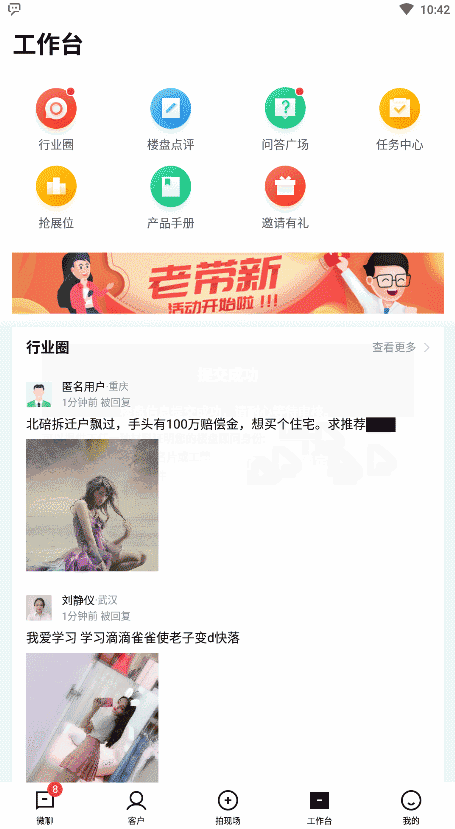 10:42
工作台
行业圈 楼盘点评 问答广场 任务中心
抢展位 产品手册 邀请有礼
老带新
活动开始啦!!!
行业圈 查看更多
匿名用户·重庆
1分钟前 被回复
北碚拆迁户飘过，手头有100万赔偿金，想买个住宅。求推荐
刘静仪·武汉
1分钟前 被回复
我爱学习 学习滴滴雀雀使老子变d快落
8
微聊 客户 拍现场 工作台 我的